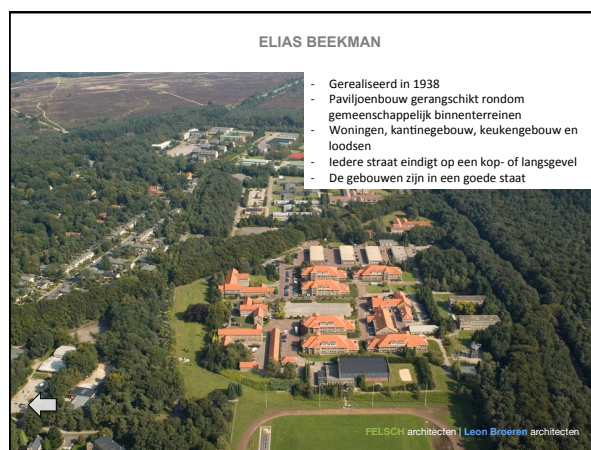 ELIAS BEEKMAN
- Gerealiseerd in 1938
- Paviljoenbouw gerangschikt rondom
gemeenschappelijk binnenterreinen
- Woningen, kantinegebouw, keukengebouw en
loodsen
- Iedere straat eindigt op een kop- of langsgevel
- De gebouwen zijn in een goede staat
FELSCH architecten | Leon Broeren architecten